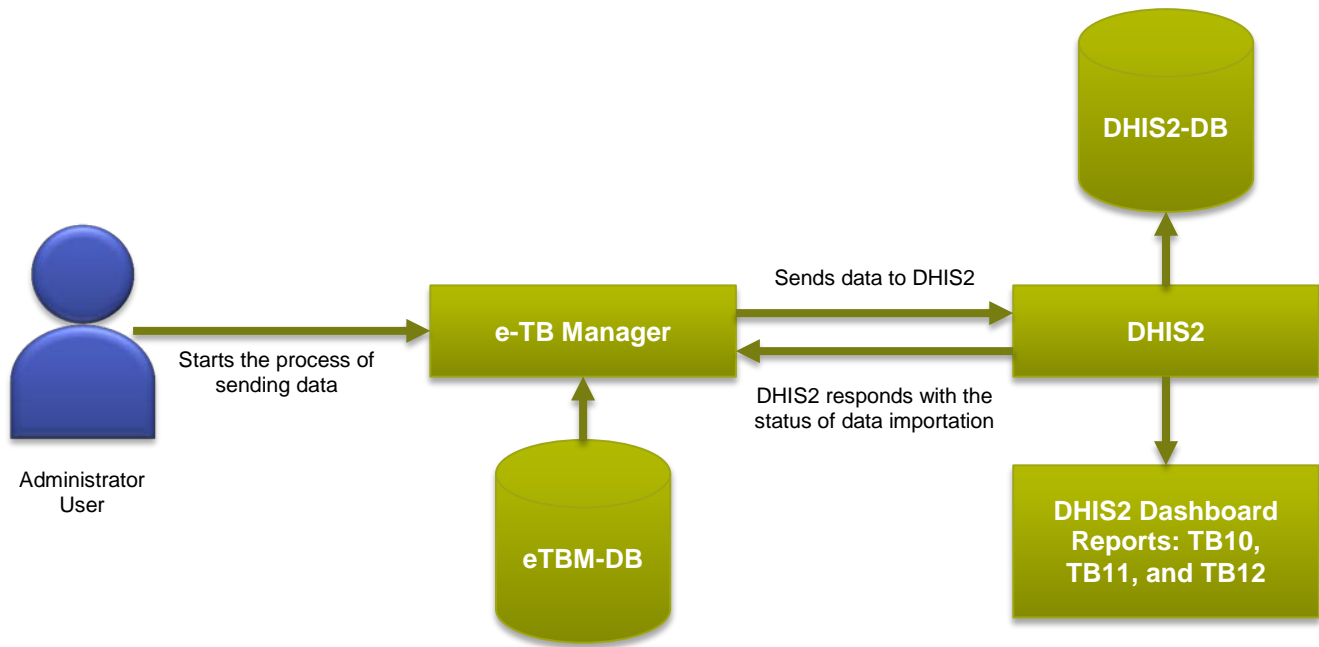 DHIS2-DB
Sends data to DHIS2
e-TB Manager
DHIS2
Starts the process of
sending data
DHIS2 responds with the
status of data importation
Administrator
User
eTBM-DB
DHIS2 Dashboard
Reports: TB10,
TB11, and TB12